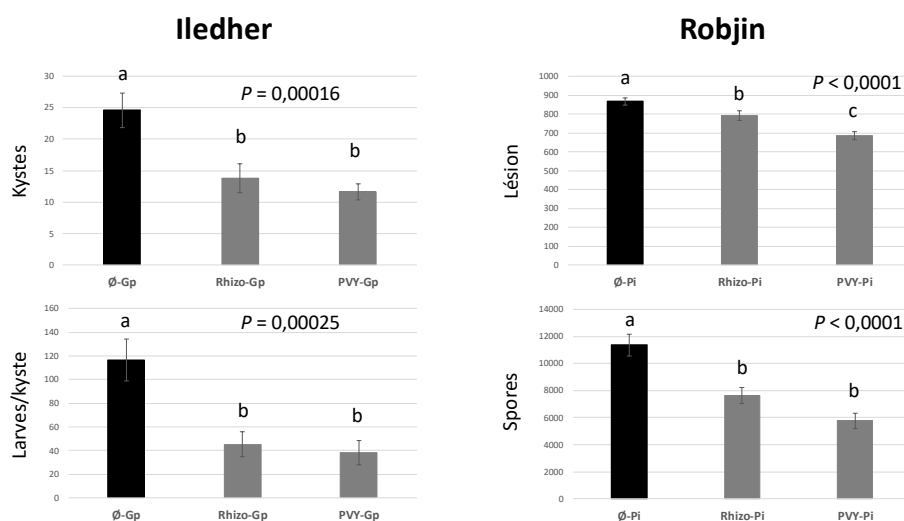 Iledher
Robjin
a
P = 0,00016
b
b
Kystes
30
25
20
15
10
5
0
Ø-Gp
Rhizo-Gp
PVY-Gp
a
P < 0,0001
b
c
Lésion
1000
900
800
700
600
500
400
300
200
100
0
Ø-Pi
Rhizo-Pi
PVY-Pi
a
P = 0,00025
b
b
Larves/kyste
160
140
120
100
80
60
40
20
0
Ø-Gp
Rhizo-Gp
PVY-Gp
a
P < 0,0001
b
b
Spores
14000
12000
10000
8000
6000
4000
2000
0
Ø-Pi
Rhizo-Pi
PVY-Pi